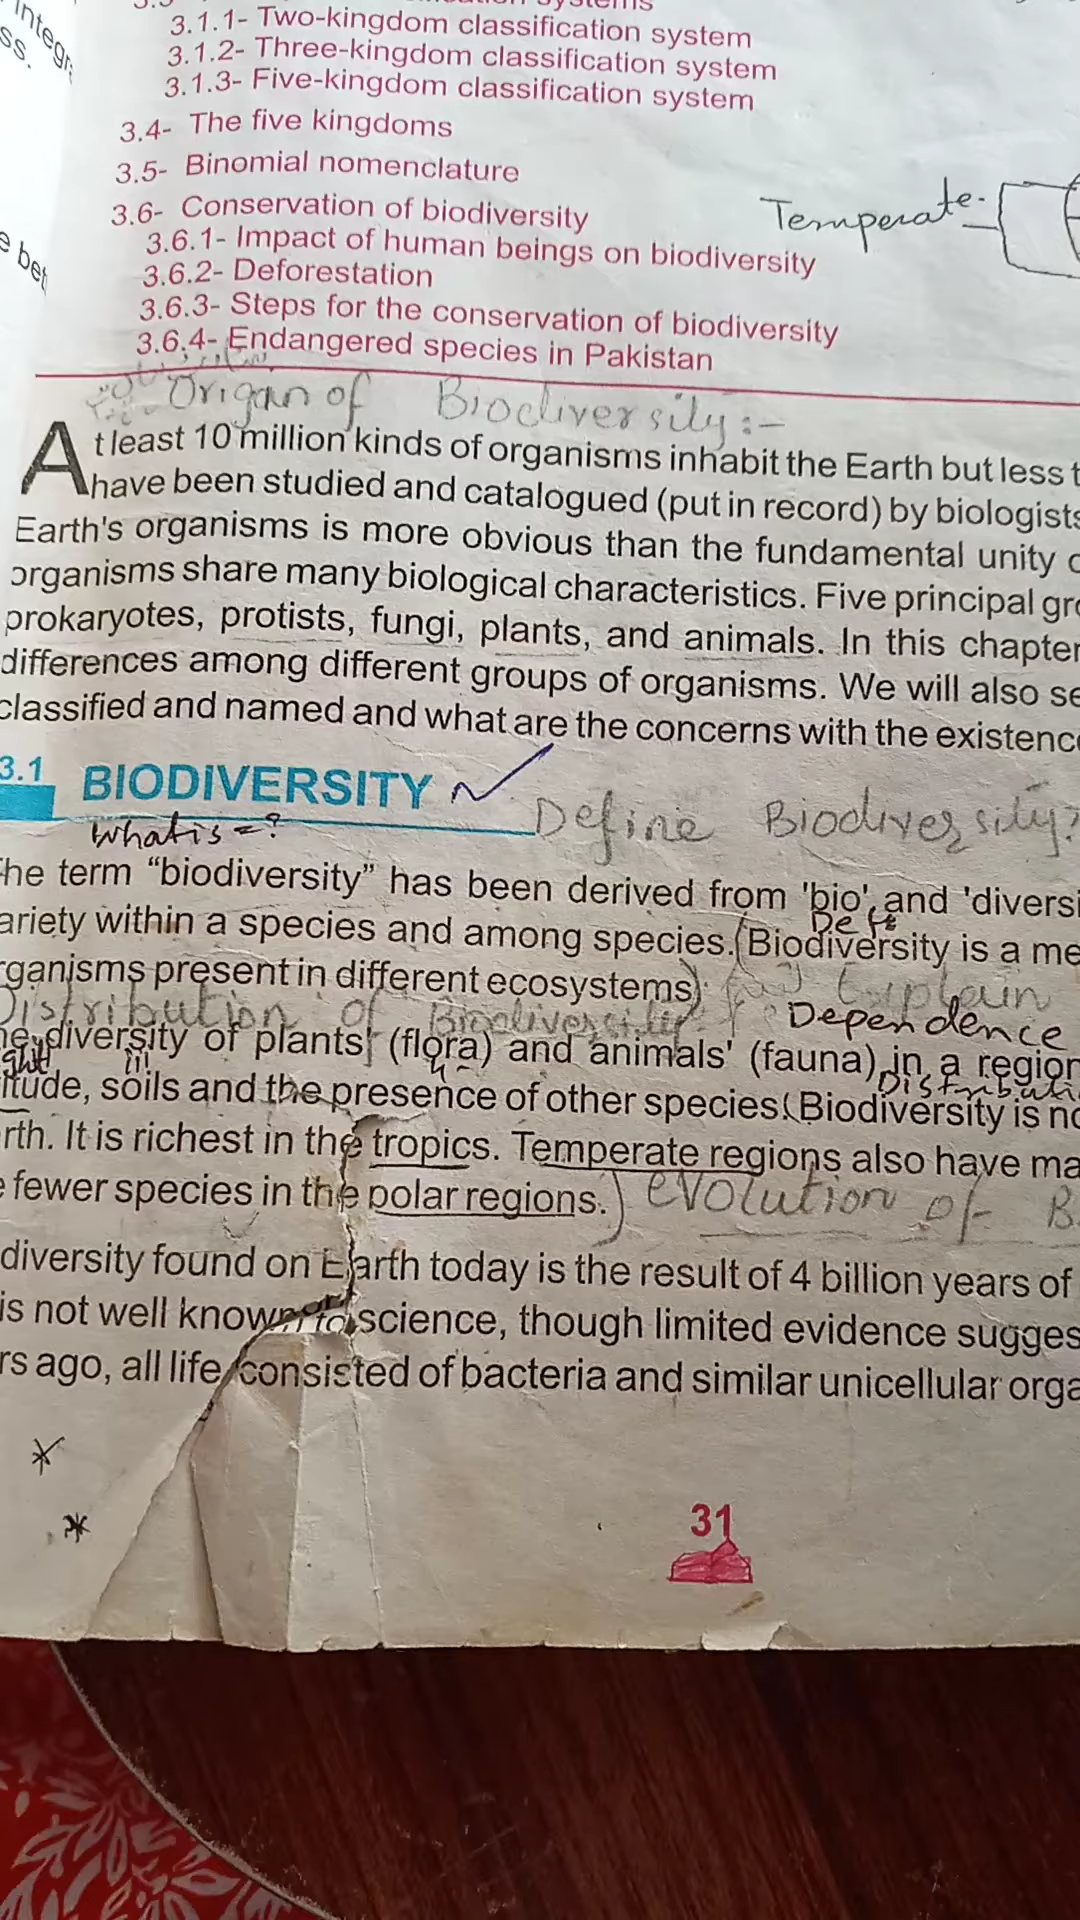 integr
ss.
e bet
3.1.1- Two-kingdom classification system
3.1.2- Three-kingdom classification system
3.1.3- Five-kingdom classification system
3.4- The five kingdoms
3.5- Binomial nomenclature
Temperate-
3.6- Conservation of biodiversity
3.6.1- Impact of human beings on biodiversity
3.6.2- Deforestation
3.6.3- Steps for the conservation of biodiversity
3.6.4- Endangered species in Pakistan
Origan of Biodiversity:-
At least 10 million kinds of organisms inhabit the Earth but less t
have been studied and catalogued (put in record) by biologists
Earth's organisms is more obvious than the fundamental unity o
organisms share many biological characteristics. Five principal gro
prokaryotes, protists, fungi, plants, and animals. In this chapter
differences among different groups of organisms. We will also se
classified and named and what are the concerns with the existence
3.1 BIODIVERSITY
Define Biodiversity?
What is =?
The term “biodiversity” has been derived from 'bio' and 'diversi
ariety within a species and among species. (Biodiversity is a me
rganisms present in different ecosystems)
Explain
Distribution of Biodiversity
Dependence
he diversity of plants' (flora) and animals' (fauna) in a region
itude, soils and the presence of other species. (Biodiversity is no
rth. It is richest in the tropics. Temperate regions also have ma
e fewer species in the polar regions.)
evolution of B
diversity found on Earth today is the result of 4 billion years of
is not well known to science, though limited evidence sugges
rs ago, all life consisted of bacteria and similar unicellular orga
31